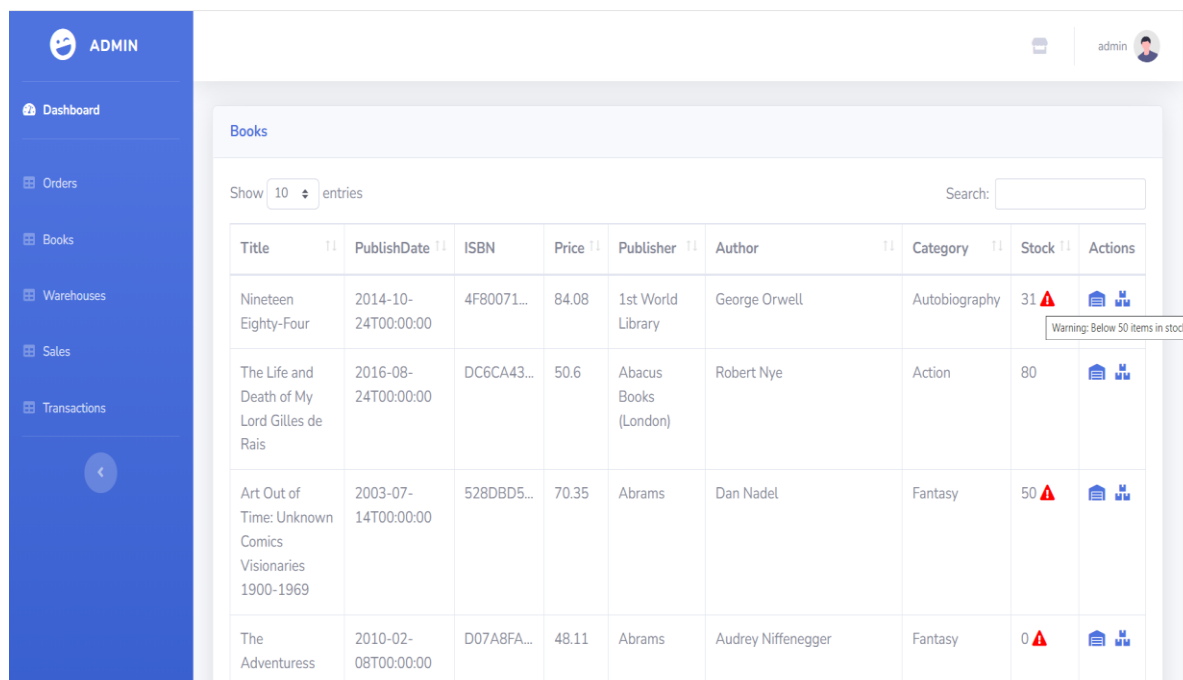 ADMIN
admin
Dashboard
Books
Orders
Show 10 entries
Search:
Books
Title PublishDate ISBN Price Publisher Author Category Stock Actions
Warehouses
Nineteen 2014-10- 4F80071... 84.08 1st World George Orwell Autobiography 31
Eighty-Four 24T00:00:00 Library
Warning: Below 50 items in stock
Sales
The Life and 2016-08- DC6CA43... 50.6 Abacus Robert Nye Action 80
Death of My 24T00:00:00 Books
Transactions
Lord Gilles de (London)
Rais
Art Out of 2003-07- 528DBD5... 70.35 Abrams Dan Nadel Fantasy 50
Time: Unknown 14T00:00:00
Comics
Visionaries
1900-1969
The 2010-02- D07A8FA... 48.11 Abrams Audrey Niffenegger Fantasy 0
Adventuress 08T00:00:00